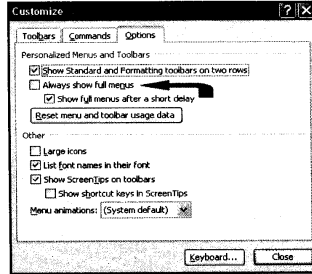 Customize
Toolbars Commands Options
Personalized Menus and Toolbars
Show Standard and Formatting toolbars on two rows
Always show full menus
Show full menus after a short delay
Reset menu and toolbar usage data
Other
Large icons
List font names in their font
Show ScreenTips on toolbars
Show shortcut keys in ScreenTips
Menu animations: (System default)
Keyboard... Close